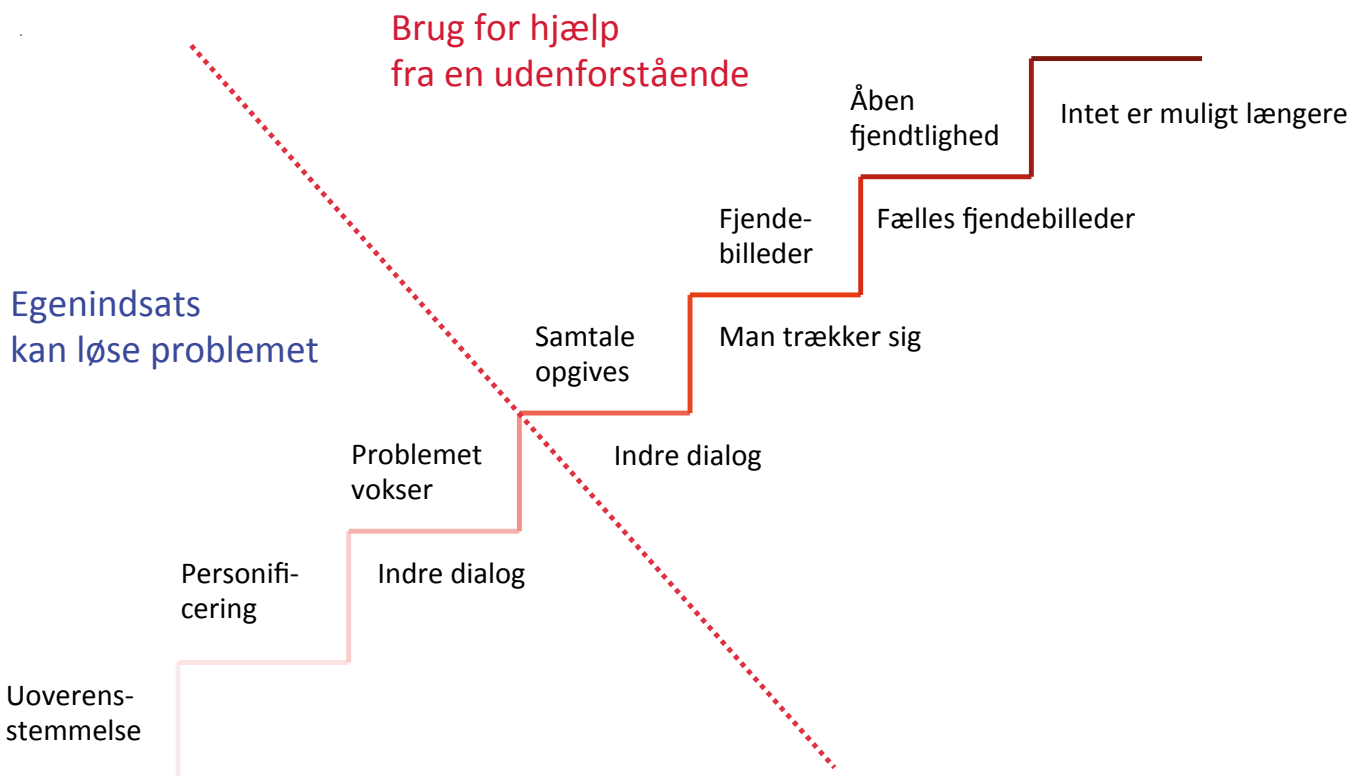 Brug for hjælp
fra en udenforstående
Åben
fjendtlighed
Intet er muligt længere
Fjende-
billeder
Fælles fjendebilleder
Egenindsats
kan løse problemet
Samtale
opgives
Man trækker sig
Problemet
vokser
Indre dialog
Personifi-
cering
Indre dialog
Uoverens-
stemmelse